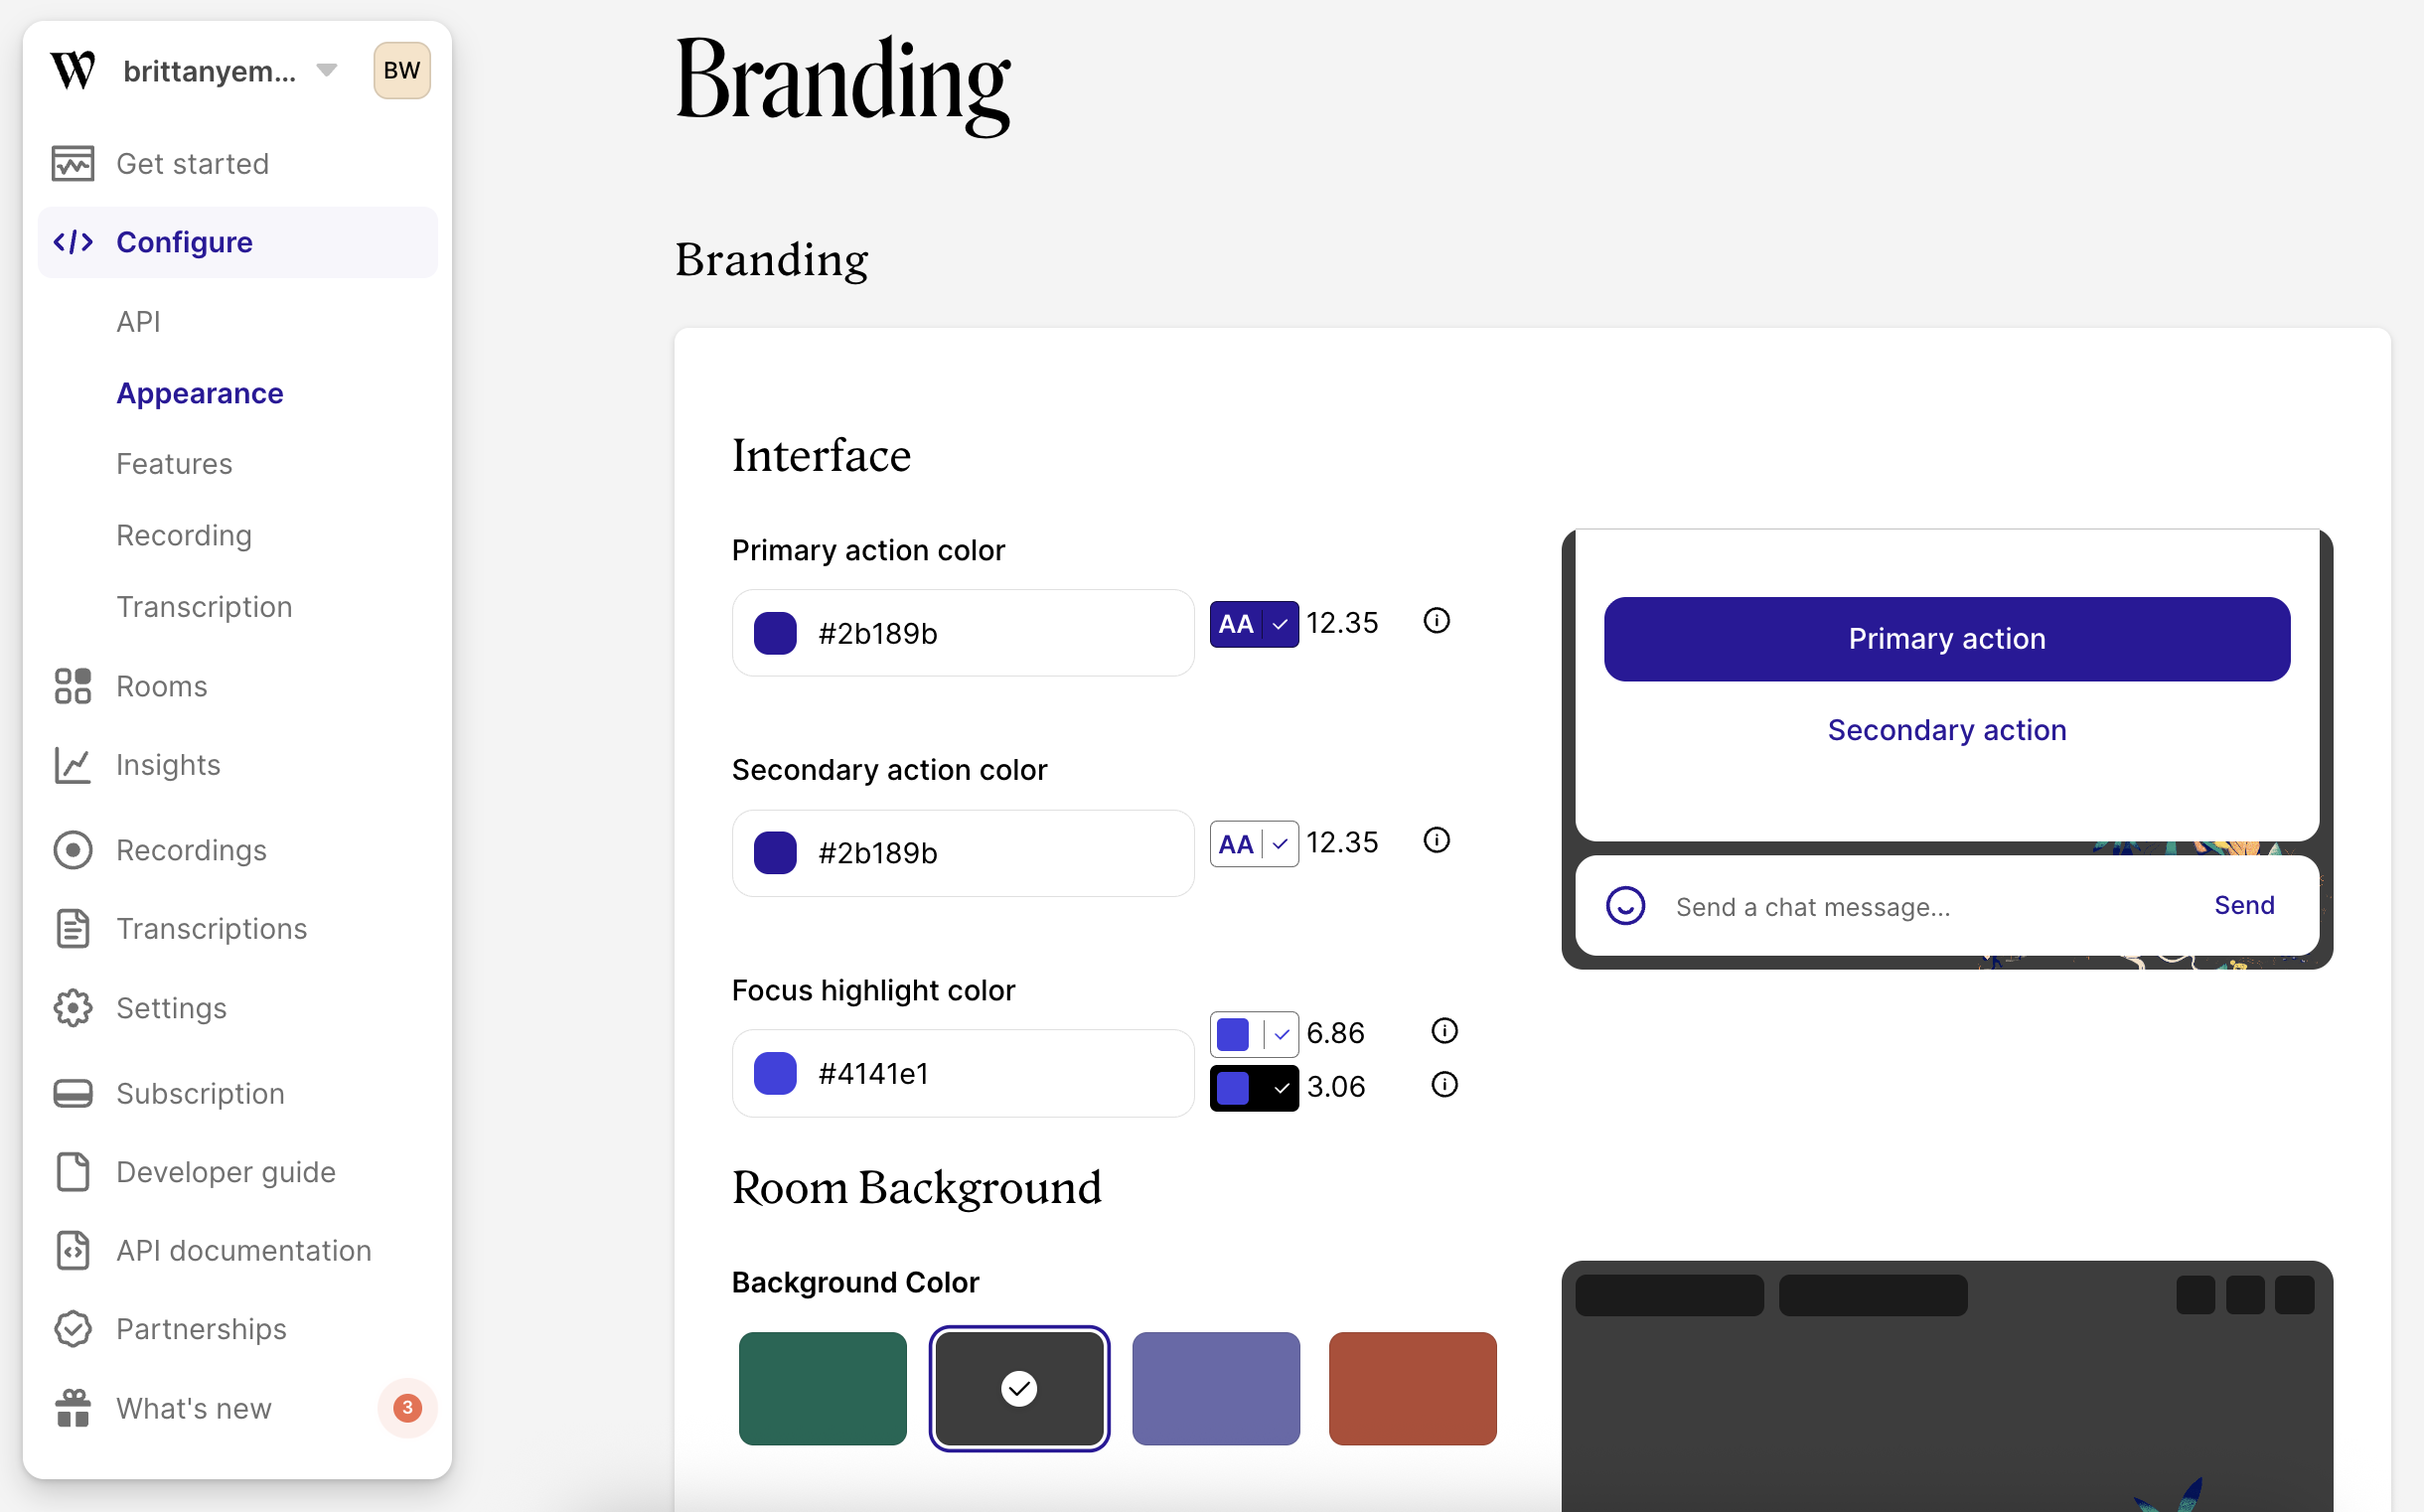 W brittanyem... BW
Get started
Configure
API
Appearance
Features
Recording
Transcription
Rooms
Insights
Recordings
Transcriptions
Settings
Subscription
Developer guide
API documentation
Partnerships
What's new 3
Branding
Branding
Interface
Primary action color
#2b189b AA 12.35
Secondary action color
#2b189b AA 12.35
Focus highlight color
#4141e1 6.86
3.06
Primary action
Secondary action
Send a chat message... Send
Room Background
Background Color